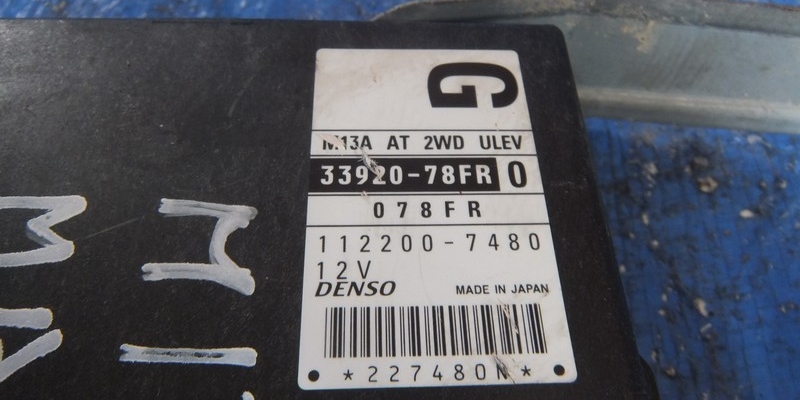 G
M13A AT 2WD ULEV
33920-78FR 0
078FR
112200-7480
12V
DENSO MADE IN JAPAN
*227480N*